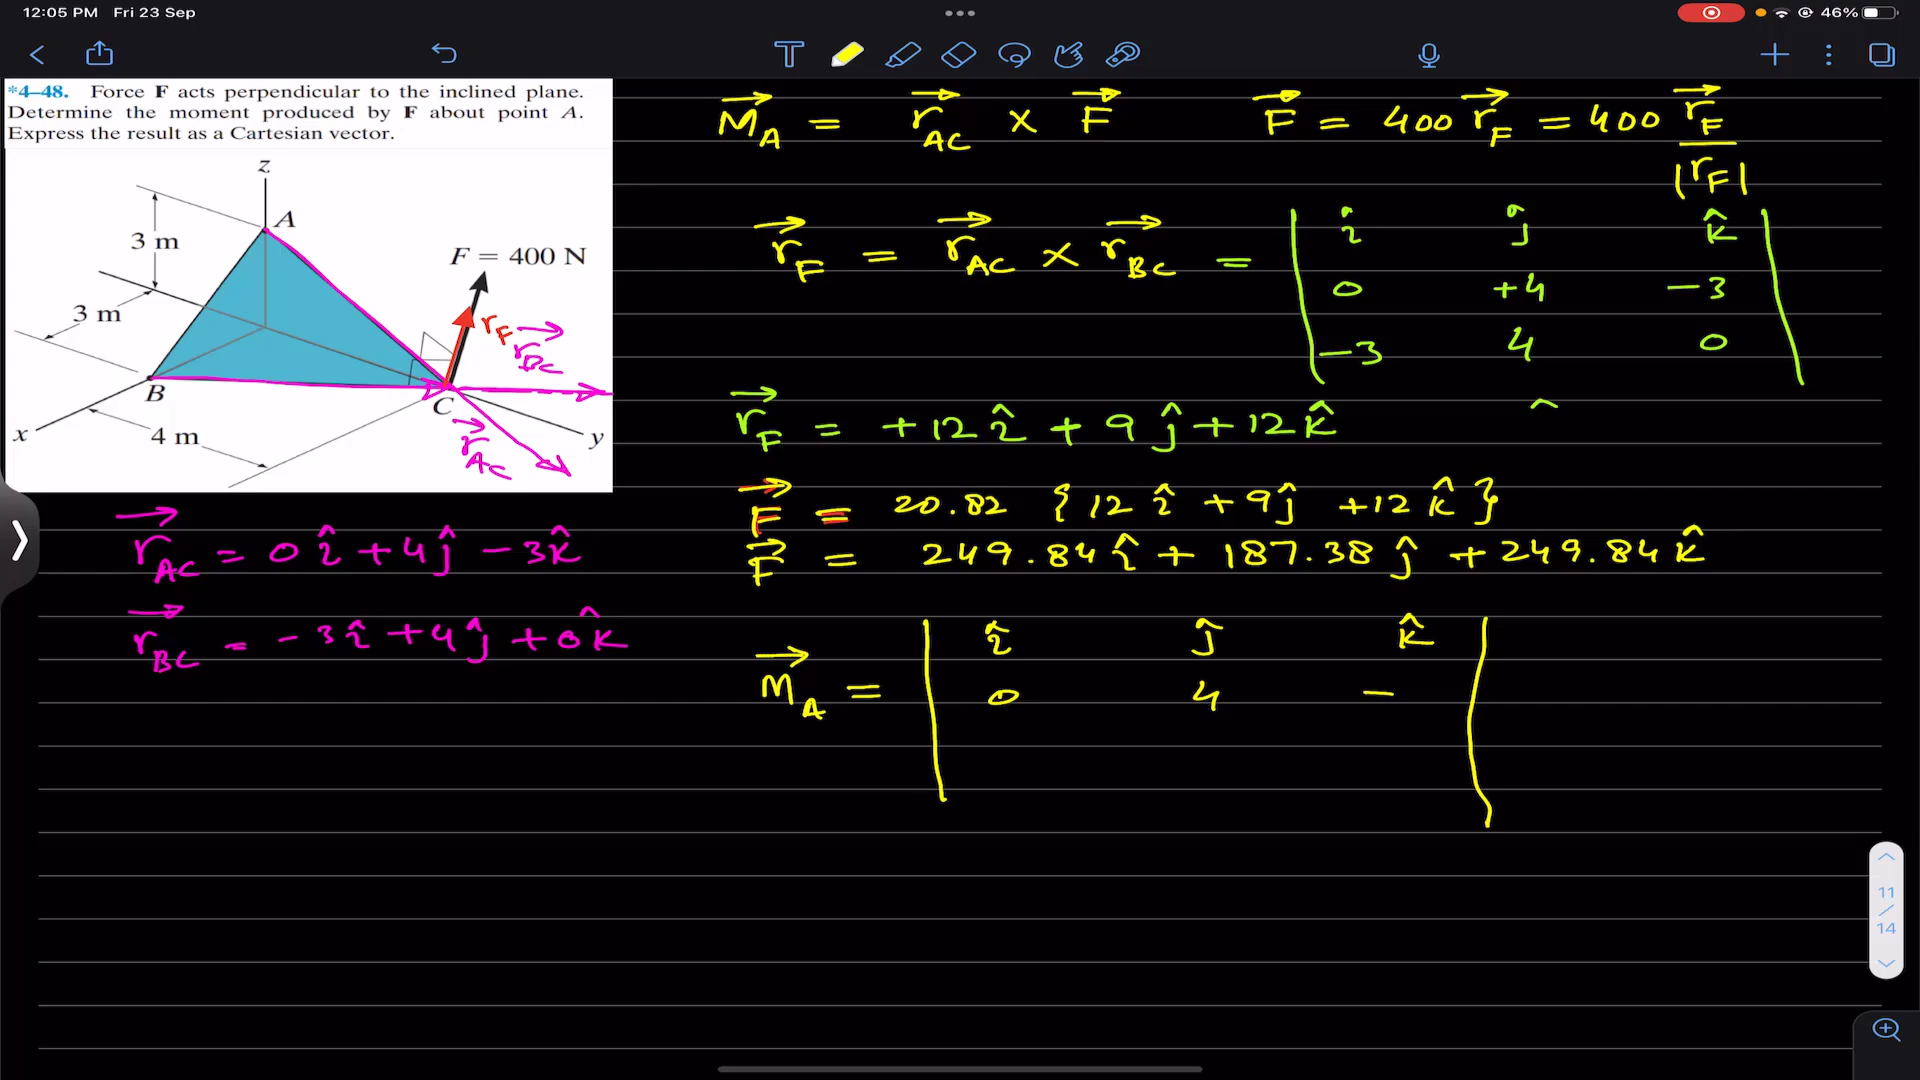 12:05 PM Fri 23 Sep
46%
*4–48. Force F acts perpendicular to the inclined plane.
Determine the moment produced by F about point A.
Express the result as a Cartesian vector.
z
A
3 m
F = 400 N
3 m
r_F
r_BC
B
C
x
4 m
y
r_AC
r_AC = 0 î + 4 ĵ − 3 k̂
r_BC = −3 î + 4 ĵ + 0 k̂
M_A = r_AC × F
F = 400 r_F = 400 r_F / |r_F|
r_F = r_AC × r_BC = | î ĵ k̂ |
0 +4 −3
−3 4 0
r_F = +12 î + 9 ĵ + 12 k̂
F = 20.82 { 12 î + 9 ĵ + 12 k̂ }
F = 249.84 î + 187.38 ĵ + 249.84 k̂
M_A = | î ĵ k̂ |
0 4 −
11
/
14